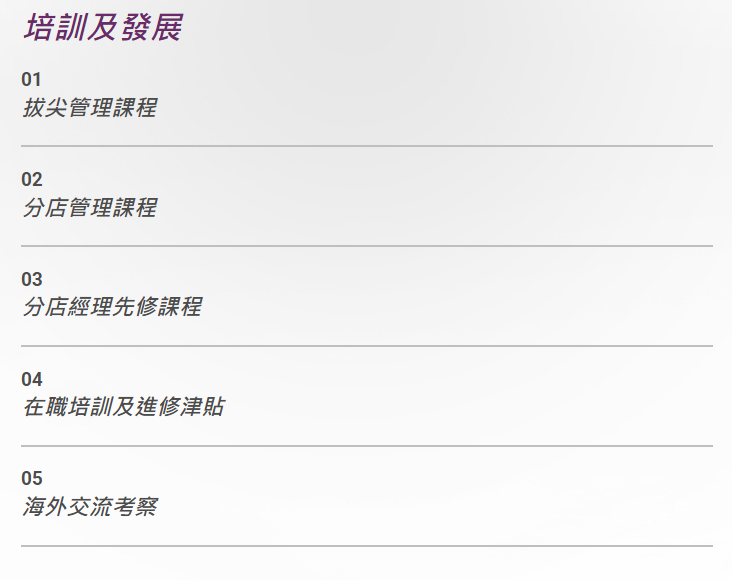 培訓及發展
01
拔尖管理課程
02
分店管理課程
03
分店經理先修課程
04
在職培訓及進修津貼
05
海外交流考察